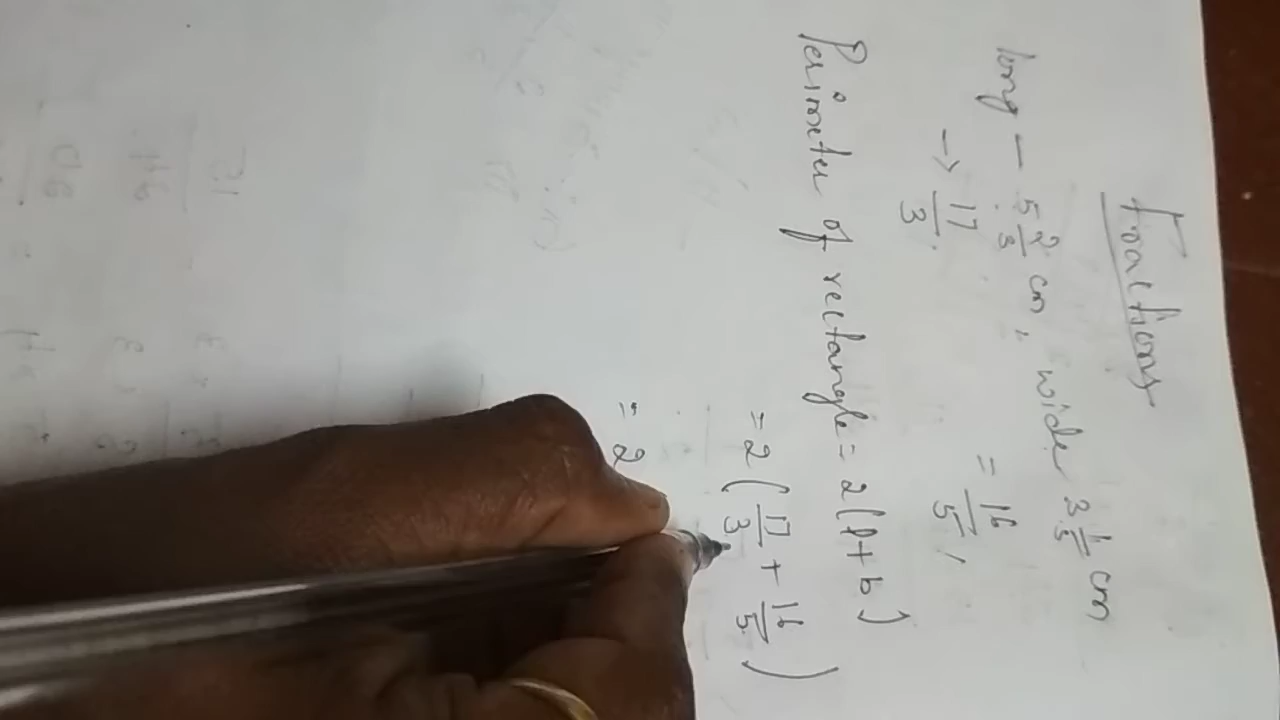 Fractions
long - 5 2/3 cm, wide 3 1/5 cm
→ 17/3. = 16/5,
Perimeter of rectangle = 2(l+b)
= 2(17/3 + 16/5)
= 2